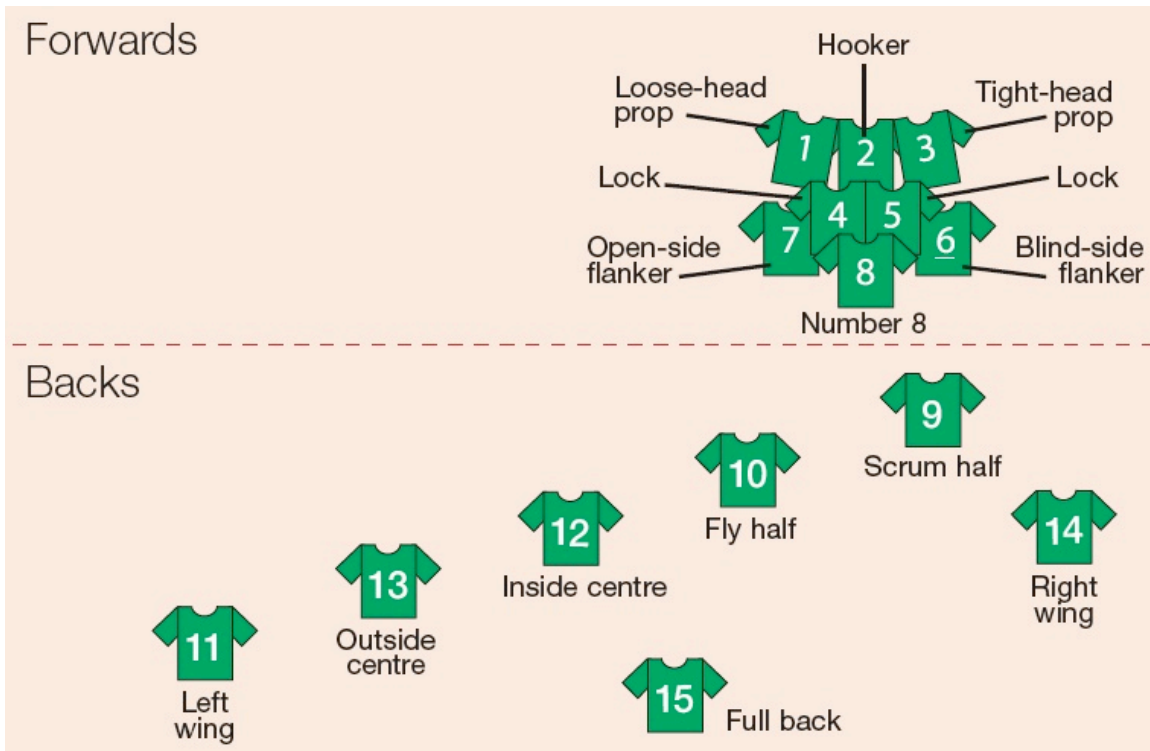 Forwards
Hooker
Loose-head
prop
Tight-head
prop
1
2
3
Lock
Lock
4
5
7
6
Open-side
flanker
8
Blind-side
flanker
Number 8
Backs
9
Scrum half
10
Fly half
12
Inside centre
14
Right
wing
13
Outside
centre
11
Left
wing
15
Full back